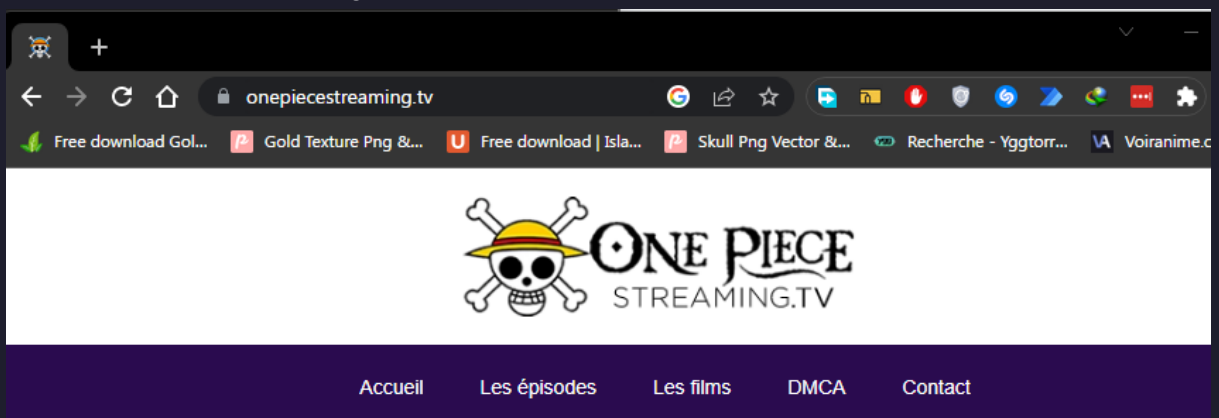 onepiecestreaming.tv
Free download Gol... Gold Texture Png &... Free download | Isla... Skull Png Vector &... Recherche - Yggtorr... VA Voiranime.c
ONE PIECE
STREAMING.TV
Accueil Les épisodes Les films DMCA Contact